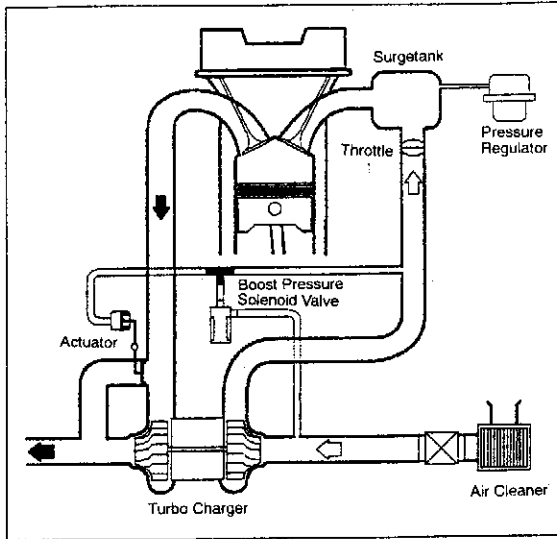 Surgetank
Pressure
Regulator
Throttle
Boost Pressure
Solenoid Valve
Actuator
Air Cleaner
Turbo Charger